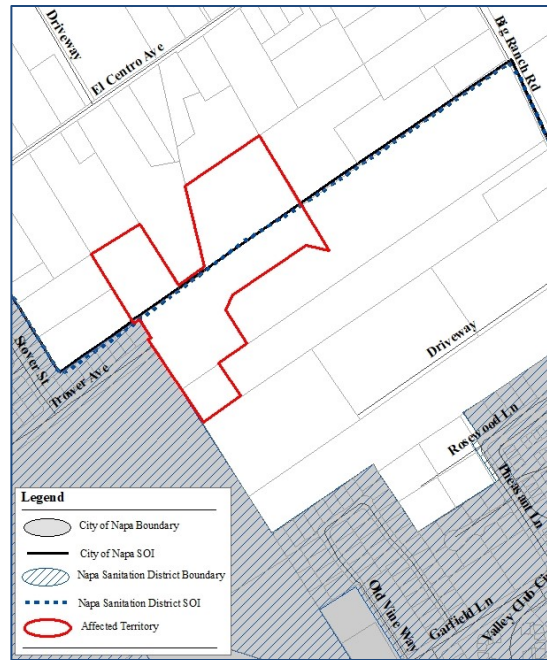 Driveway
El Centro Ave
Big Ranch Rd
Stover St
Trower Ave
Driveway
Rosewood Ln
Pheasant Ln
Old Vine Way
Garfield Ln
Valley Club Ci
Legend
City of Napa Boundary
City of Napa SOI
Napa Sanitation District Boundary
Napa Sanitation District SOI
Affected Territory